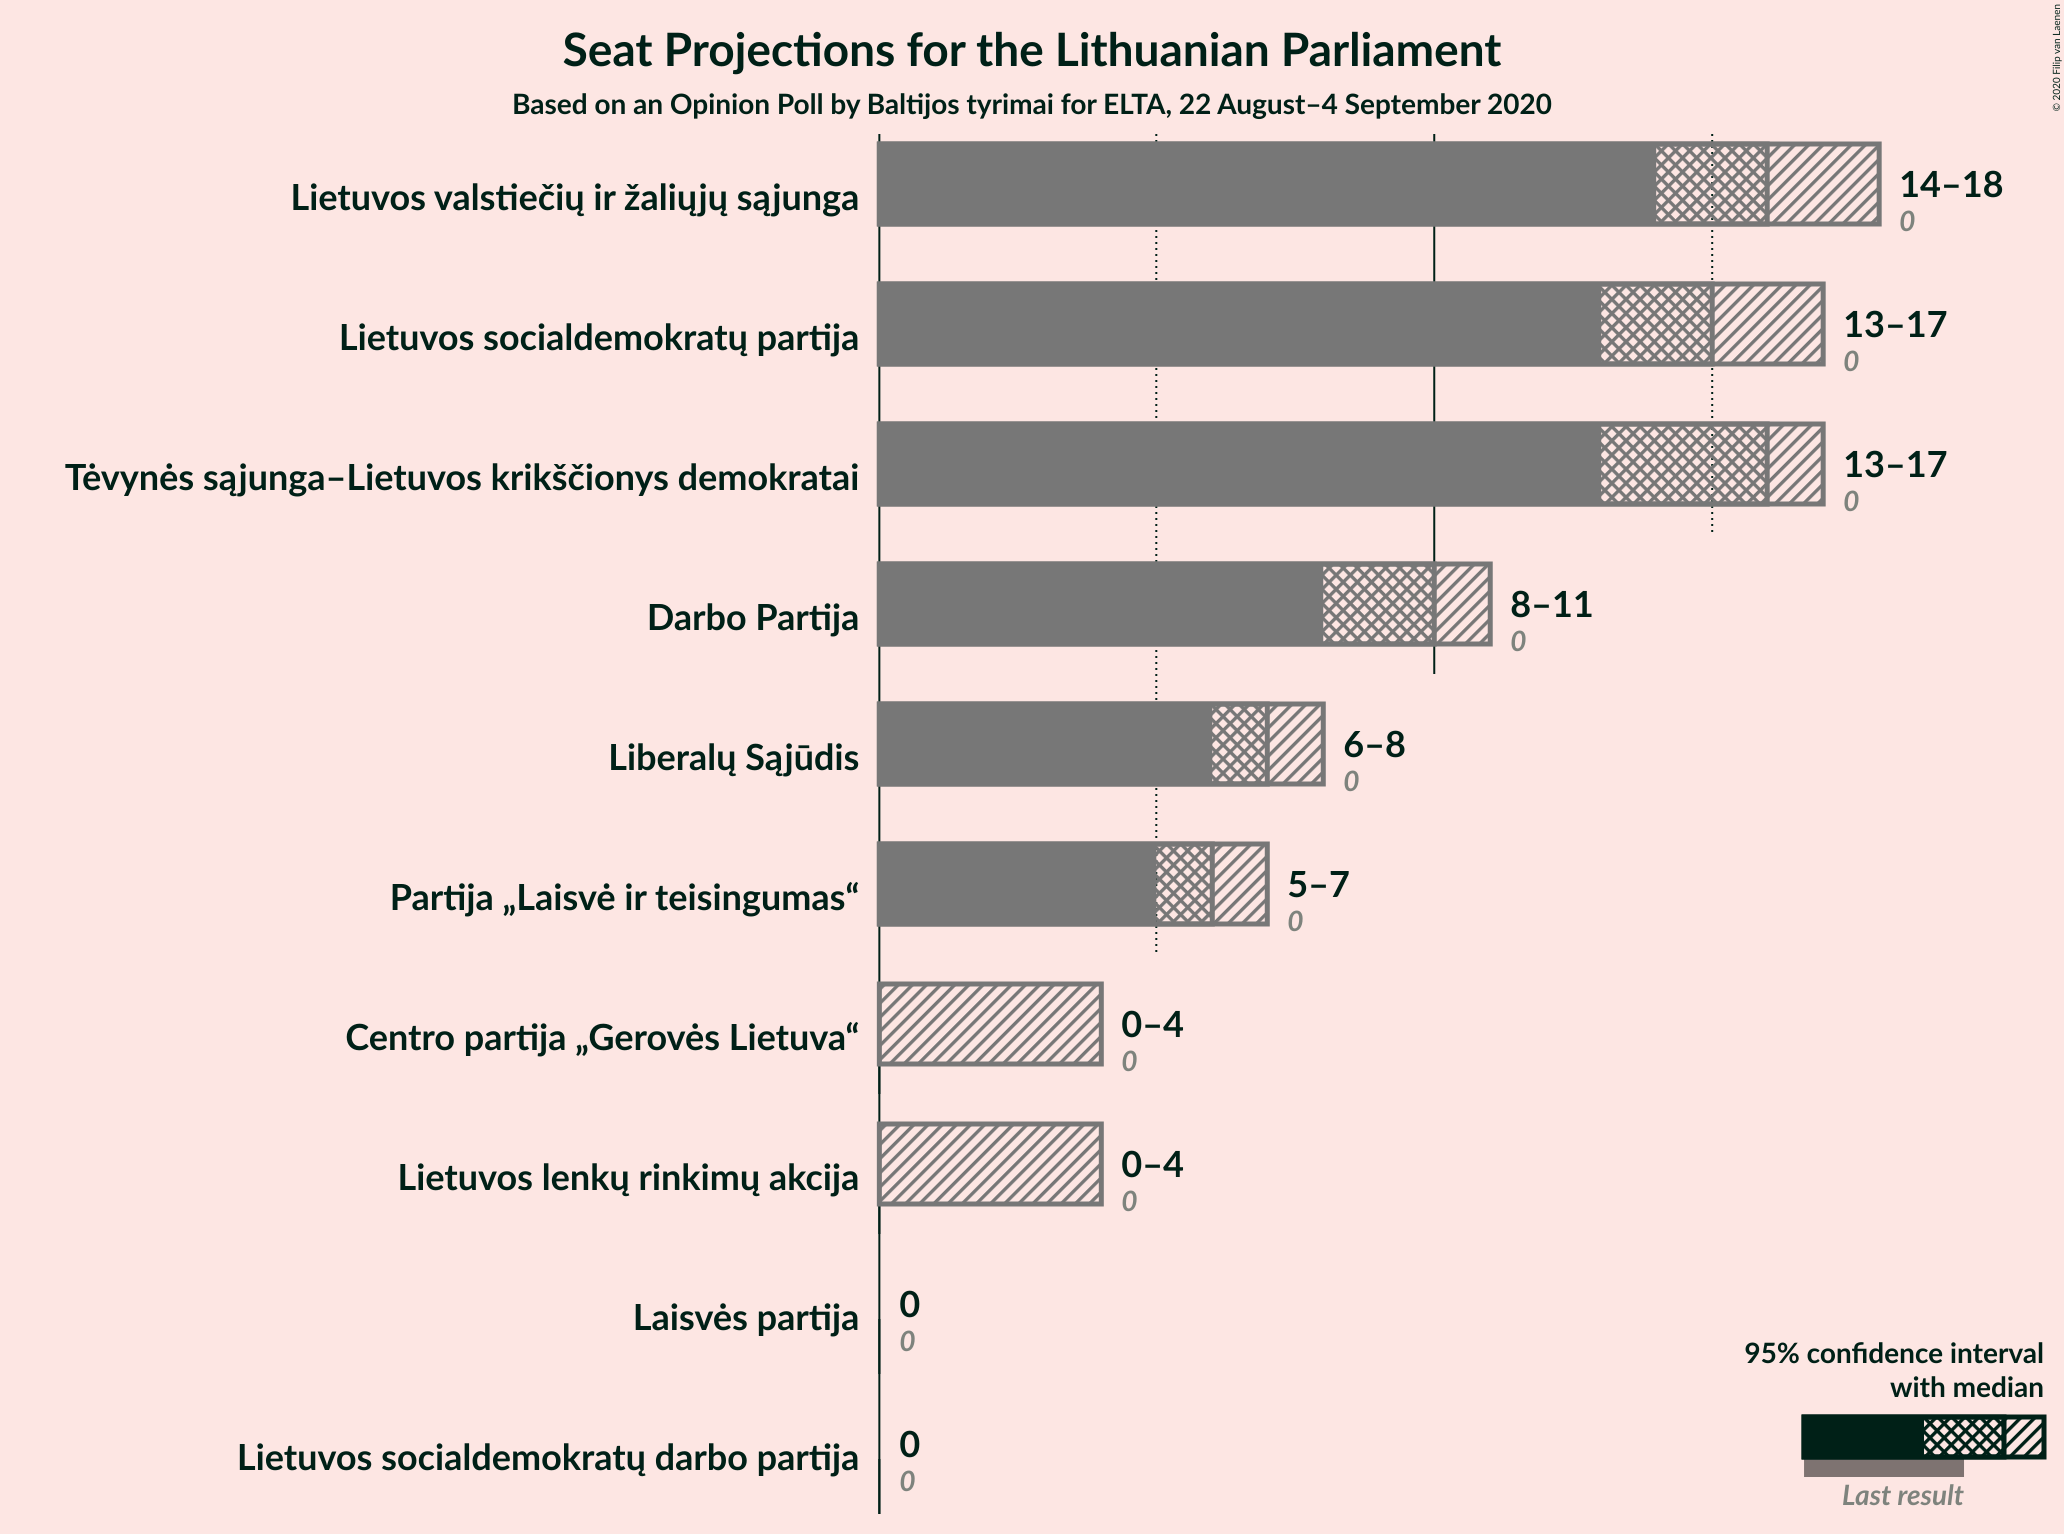 Seat Projections for the Lithuanian Parliament
Based on an Opinion Poll by Baltijos tyrimai for ELTA, 22 August–4 September 2020
© 2020 Filip van Laenen
Lietuvos valstiečių ir žaliųjų sąjunga
14–18
0
Lietuvos socialdemokratų partija
13–17
0
Tėvynės sąjunga–Lietuvos krikščionys demokratai
13–17
0
Darbo Partija
8–11
0
Liberalų Sąjūdis
6–8
0
Partija „Laisvė ir teisingumas“
5–7
0
Centro partija „Gerovės Lietuva“
0–4
0
Lietuvos lenkų rinkimų akcija
0–4
0
Laisvės partija
0
0
Lietuvos socialdemokratų darbo partija
0
0
95% confidence interval
with median
Last result